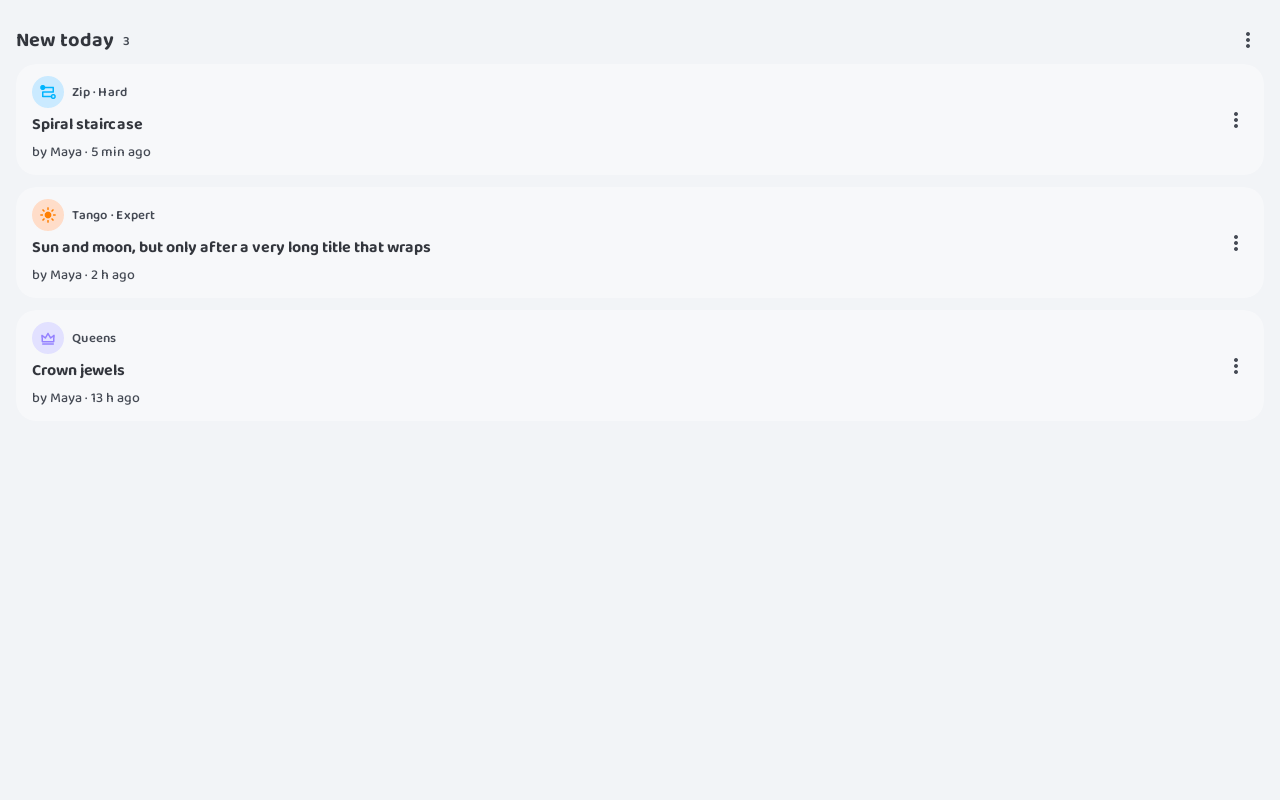 New today 3
Zip · Hard
Spiral staircase
by Maya · 5 min ago
Tango · Expert
Sun and moon, but only after a very long title that wraps
by Maya · 2 h ago
Queens
Crown jewels
by Maya · 13 h ago